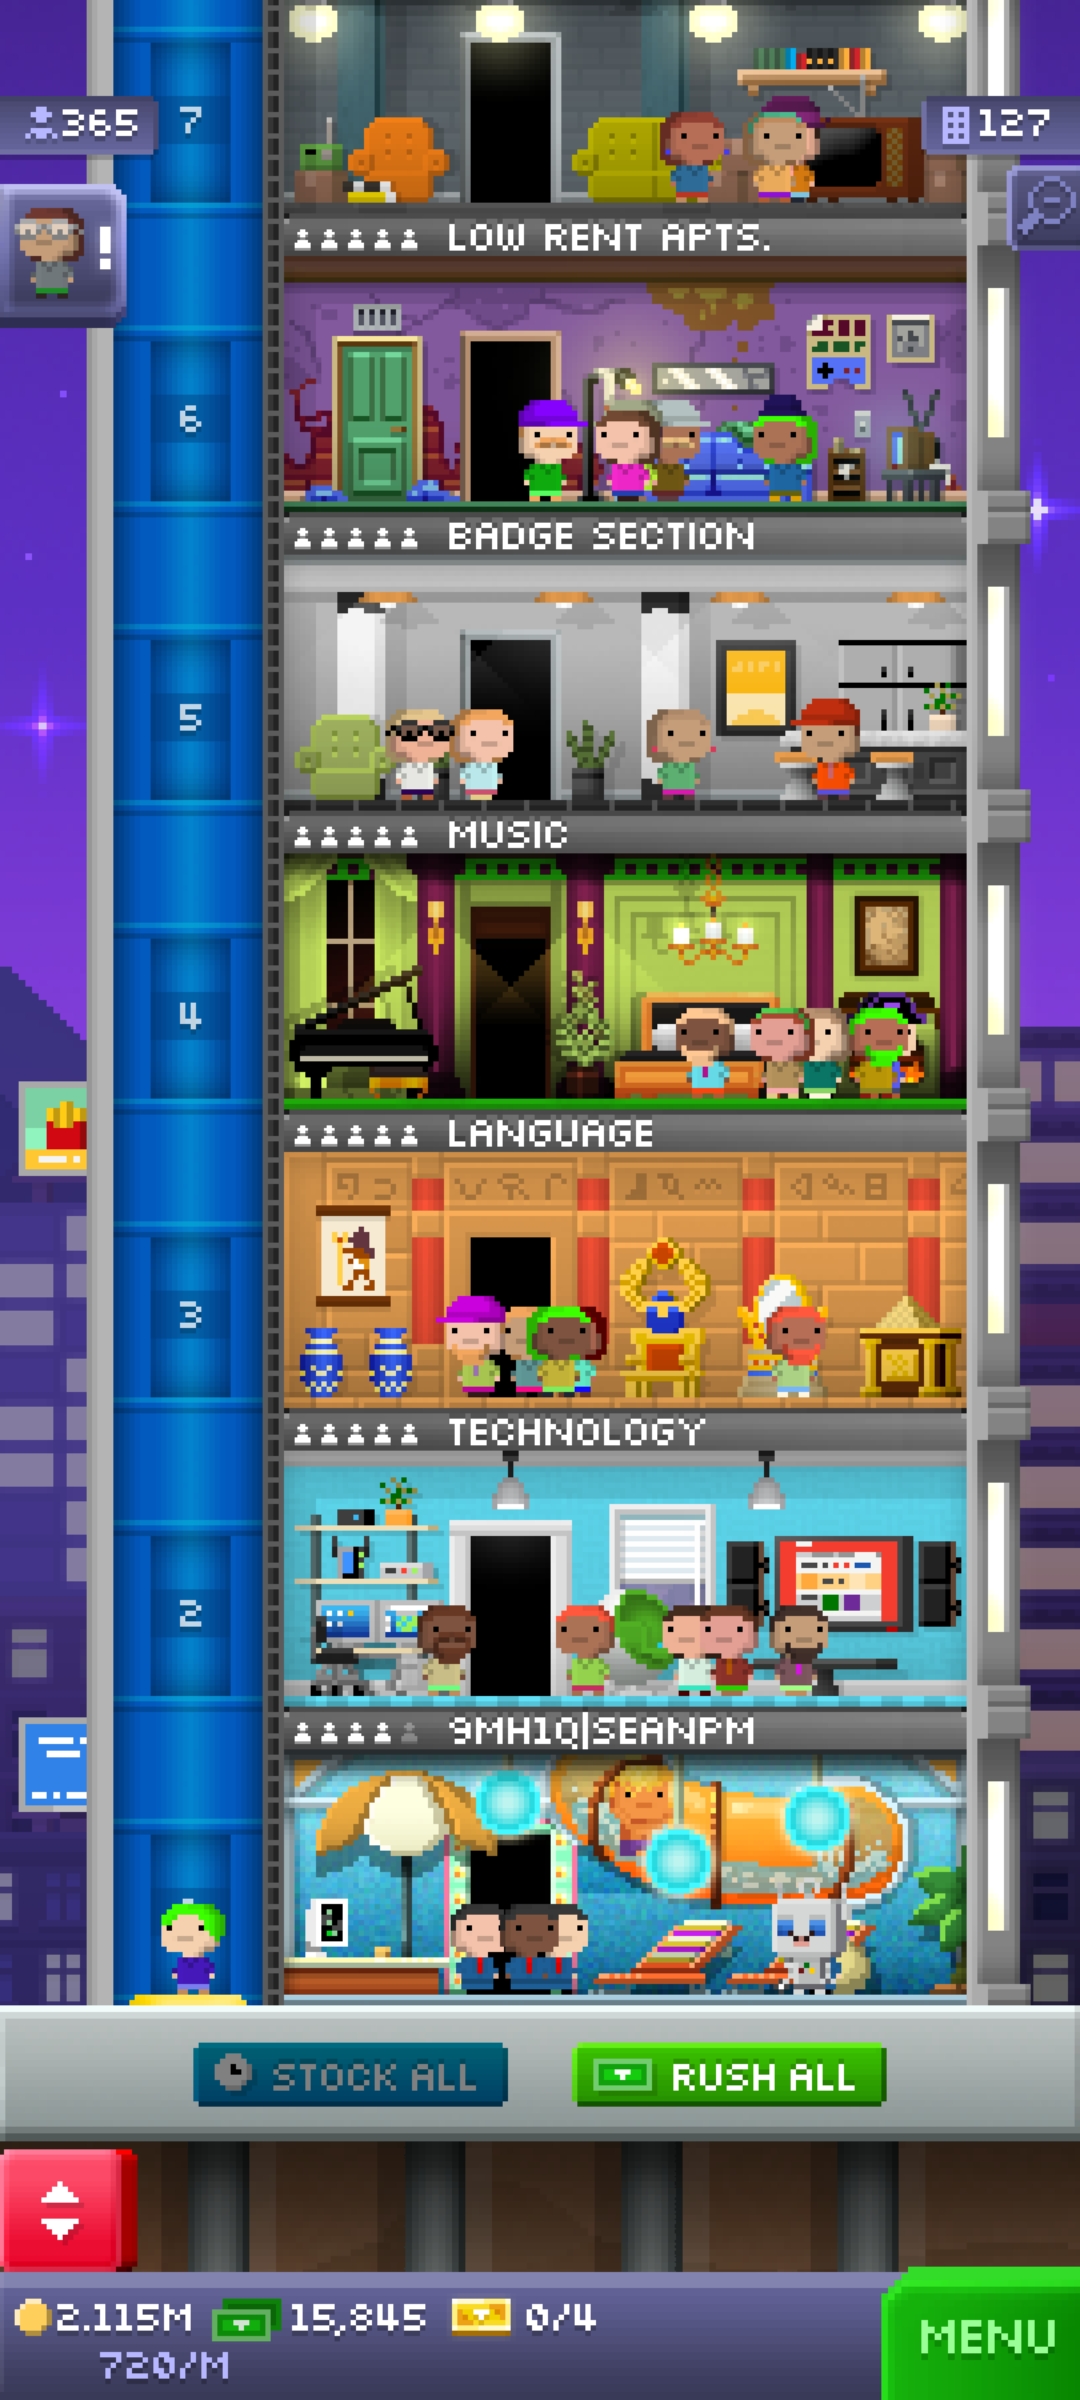 365
7
127
!
LOW RENT APTS.
6
BADGE SECTION
5
MUSIC
4
LANGUAGE
3
TECHNOLOGY
2
9MH1Q|SEANPM
STOCK ALL
RUSH ALL
2.115M
15,845
0/4
720/M
MENU